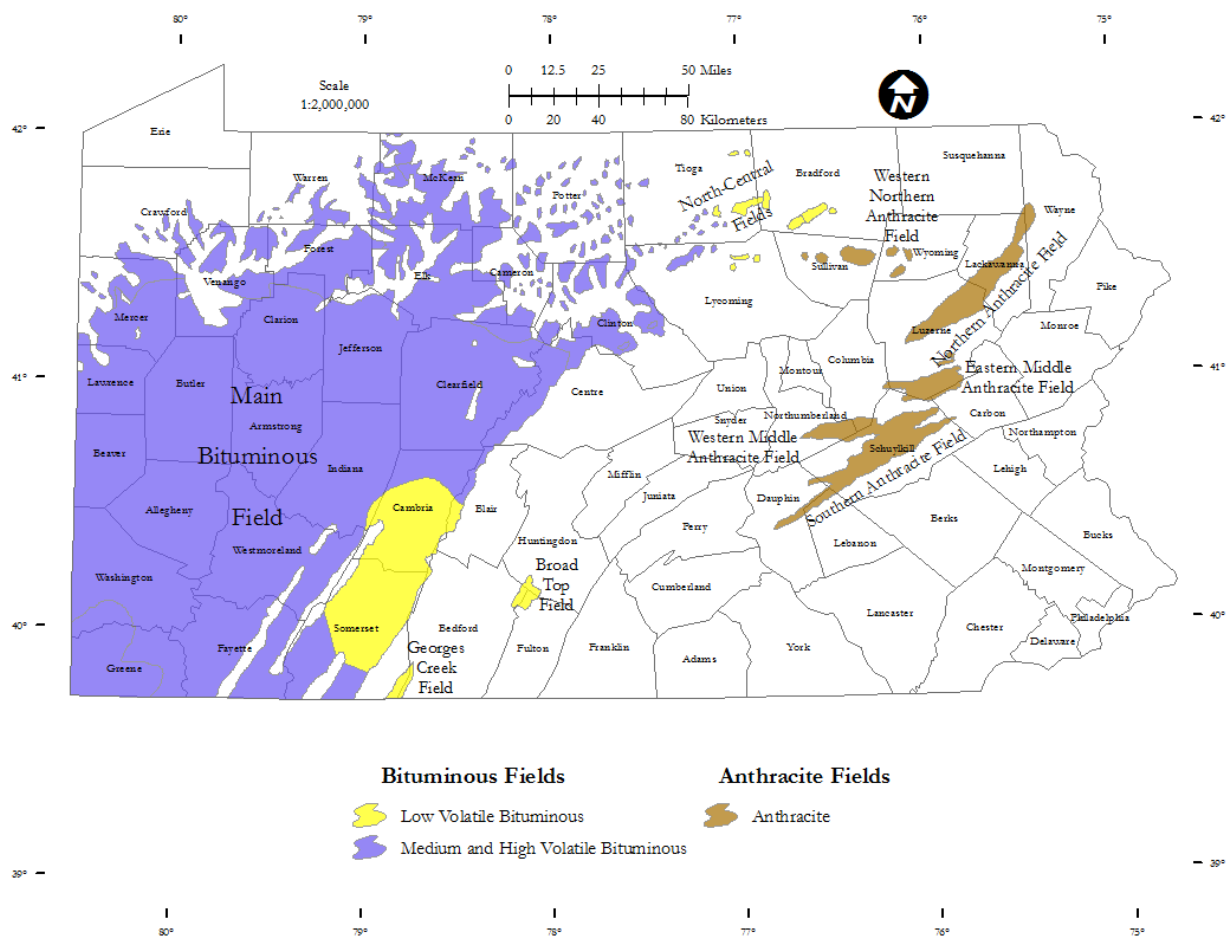 80°
79°
78°
77°
76°
75°
0 12.5 25 50 Miles
Scale
1:2,000,000
N
0 20 40 80 Kilometers
42°
42°
Erie
Susquehanna
Tioga
Bradford
Warren
McKean
Potter
North-Central
Fields
Western
Northern
Anthracite
Field
Crawford
Wayne
Forest
Wyoming
Sullivan
Lackawanna
Elk
Cameron
Venango
Pike
Lycoming
Mercer
Clarion
Clinton
Luzerne
Northern Anthracite Field
Monroe
Jefferson
Columbia
Montour
41°
41°
Lawrence
Butler
Clearfield
Centre
Union
Eastern Middle
Anthracite Field
Main
Bituminous
Field
Armstrong
Snyder
Northumberland
Carbon
Western Middle
Anthracite Field
Northampton
Beaver
Indiana
Schuylkill
Southern Anthracite Field
Lehigh
Mifflin
Juniata
Dauphin
Allegheny
Cambria
Blair
Perry
Berks
Bucks
Westmoreland
Huntingdon
Lebanon
Broad
Top
Field
Montgomery
Washington
Cumberland
40°
40°
Somerset
Bedford
Lancaster
Chester
Philadelphia
Delaware
Fayette
Georges
Creek
Field
Fulton
Franklin
York
Adams
Greene
Bituminous Fields
Anthracite Fields
Low Volatile Bituminous
Anthracite
Medium and High Volatile Bituminous
39°
39°
80°
79°
78°
77°
76°
75°